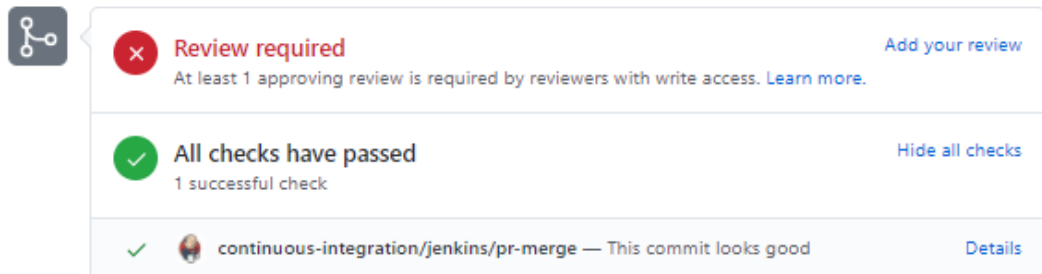 Review required
Add your review
At least 1 approving review is required by reviewers with write access. Learn more.
All checks have passed
Hide all checks
1 successful check
continuous-integration/jenkins/pr-merge — This commit looks good
Details